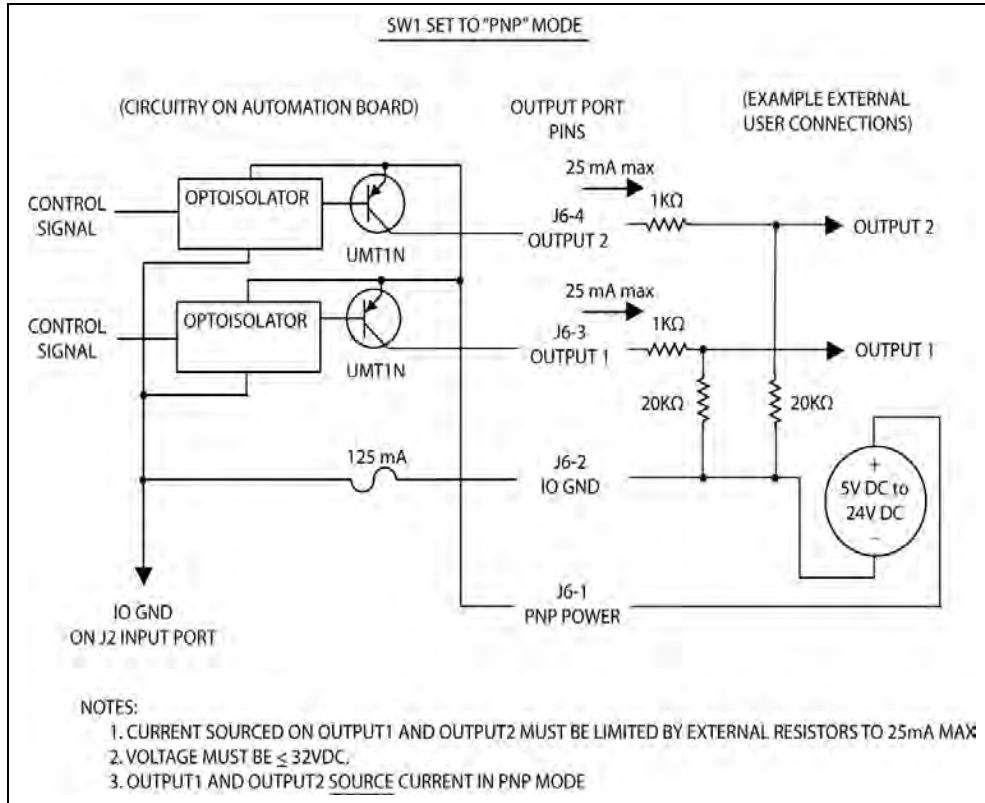 SW1 SET TO "PNP" MODE
(CIRCUITRY ON AUTOMATION BOARD)
OUTPUT PORT
PINS
(EXAMPLE EXTERNAL
USER CONNECTIONS)
25 mA max
1KΩ
OPTOISOLATOR
CONTROL
SIGNAL
J6-4
OUTPUT 2
OUTPUT 2
UMT1N
25 mA max
1KΩ
OPTOISOLATOR
CONTROL
SIGNAL
J6-3
OUTPUT 1
OUTPUT 1
UMT1N
20KΩ
20KΩ
125 mA
J6-2
IO GND
+
5V DC to
24V DC
–
J6-1
PNP POWER
IO GND
ON J2 INPUT PORT
NOTES:
1. CURRENT SOURCED ON OUTPUT1 AND OUTPUT2 MUST BE LIMITED BY EXTERNAL RESISTORS TO 25mA MAX
2. VOLTAGE MUST BE ≤ 32VDC.
3. OUTPUT1 AND OUTPUT2 SOURCE CURRENT IN PNP MODE